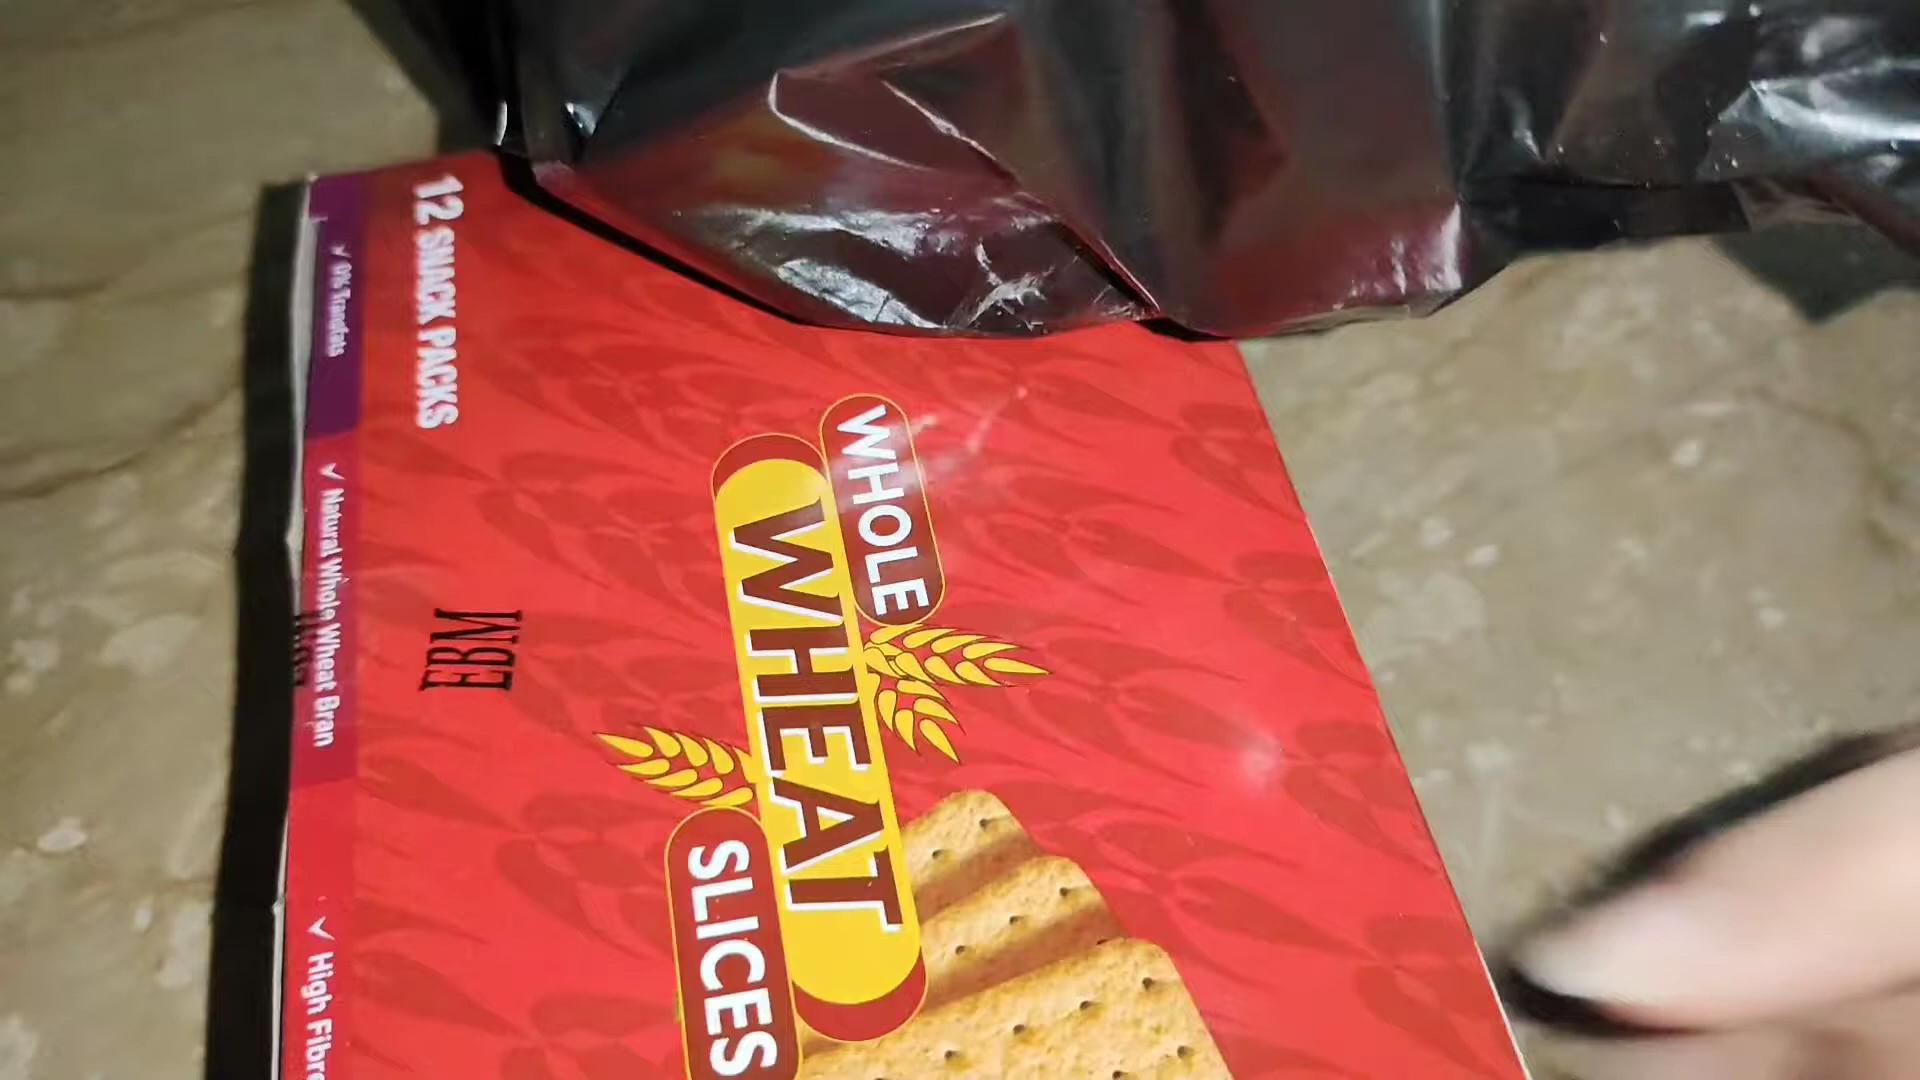 12 SNACK PACKS
WHOLE
WHEAT
SLICES
EBM
✓ 0% Transfats
✓ Natural Whole Wheat Bran
✓ High Fibre